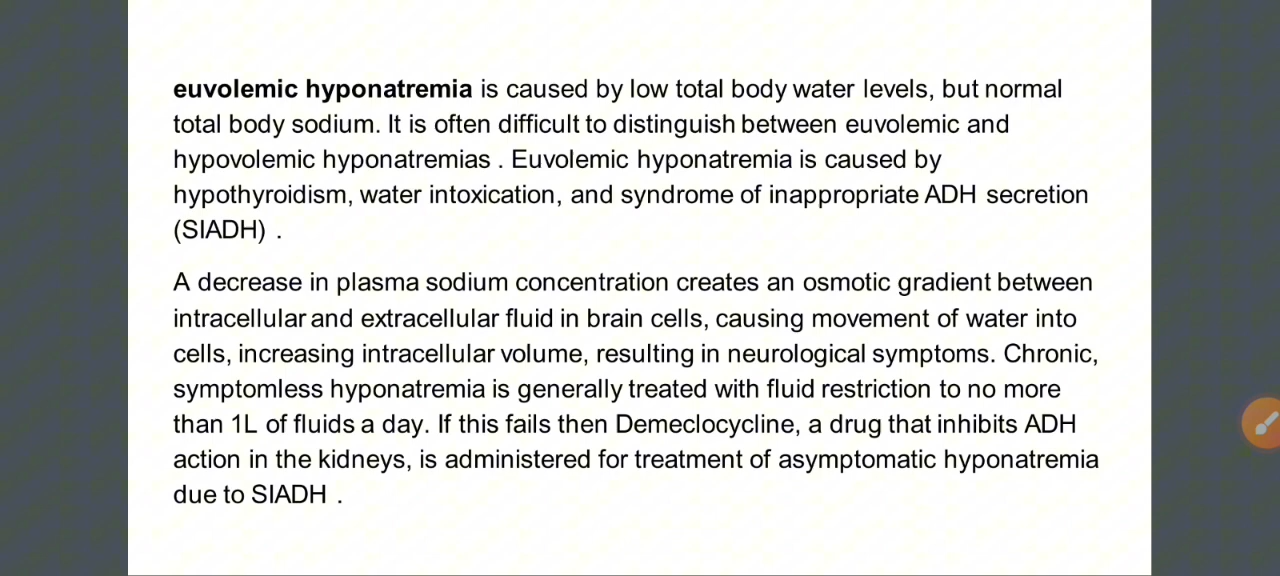 euvolemic hyponatremia is caused by low total body water levels, but normal
total body sodium. It is often difficult to distinguish between euvolemic and
hypovolemic hyponatremias . Euvolemic hyponatremia is caused by
hypothyroidism, water intoxication, and syndrome of inappropriate ADH secretion
(SIADH) .
A decrease in plasma sodium concentration creates an osmotic gradient between
intracellular and extracellular fluid in brain cells, causing movement of water into
cells, increasing intracellular volume, resulting in neurological symptoms. Chronic,
symptomless hyponatremia is generally treated with fluid restriction to no more
than 1L of fluids a day. If this fails then Demeclocycline, a drug that inhibits ADH
action in the kidneys, is administered for treatment of asymptomatic hyponatremia
due to SIADH .